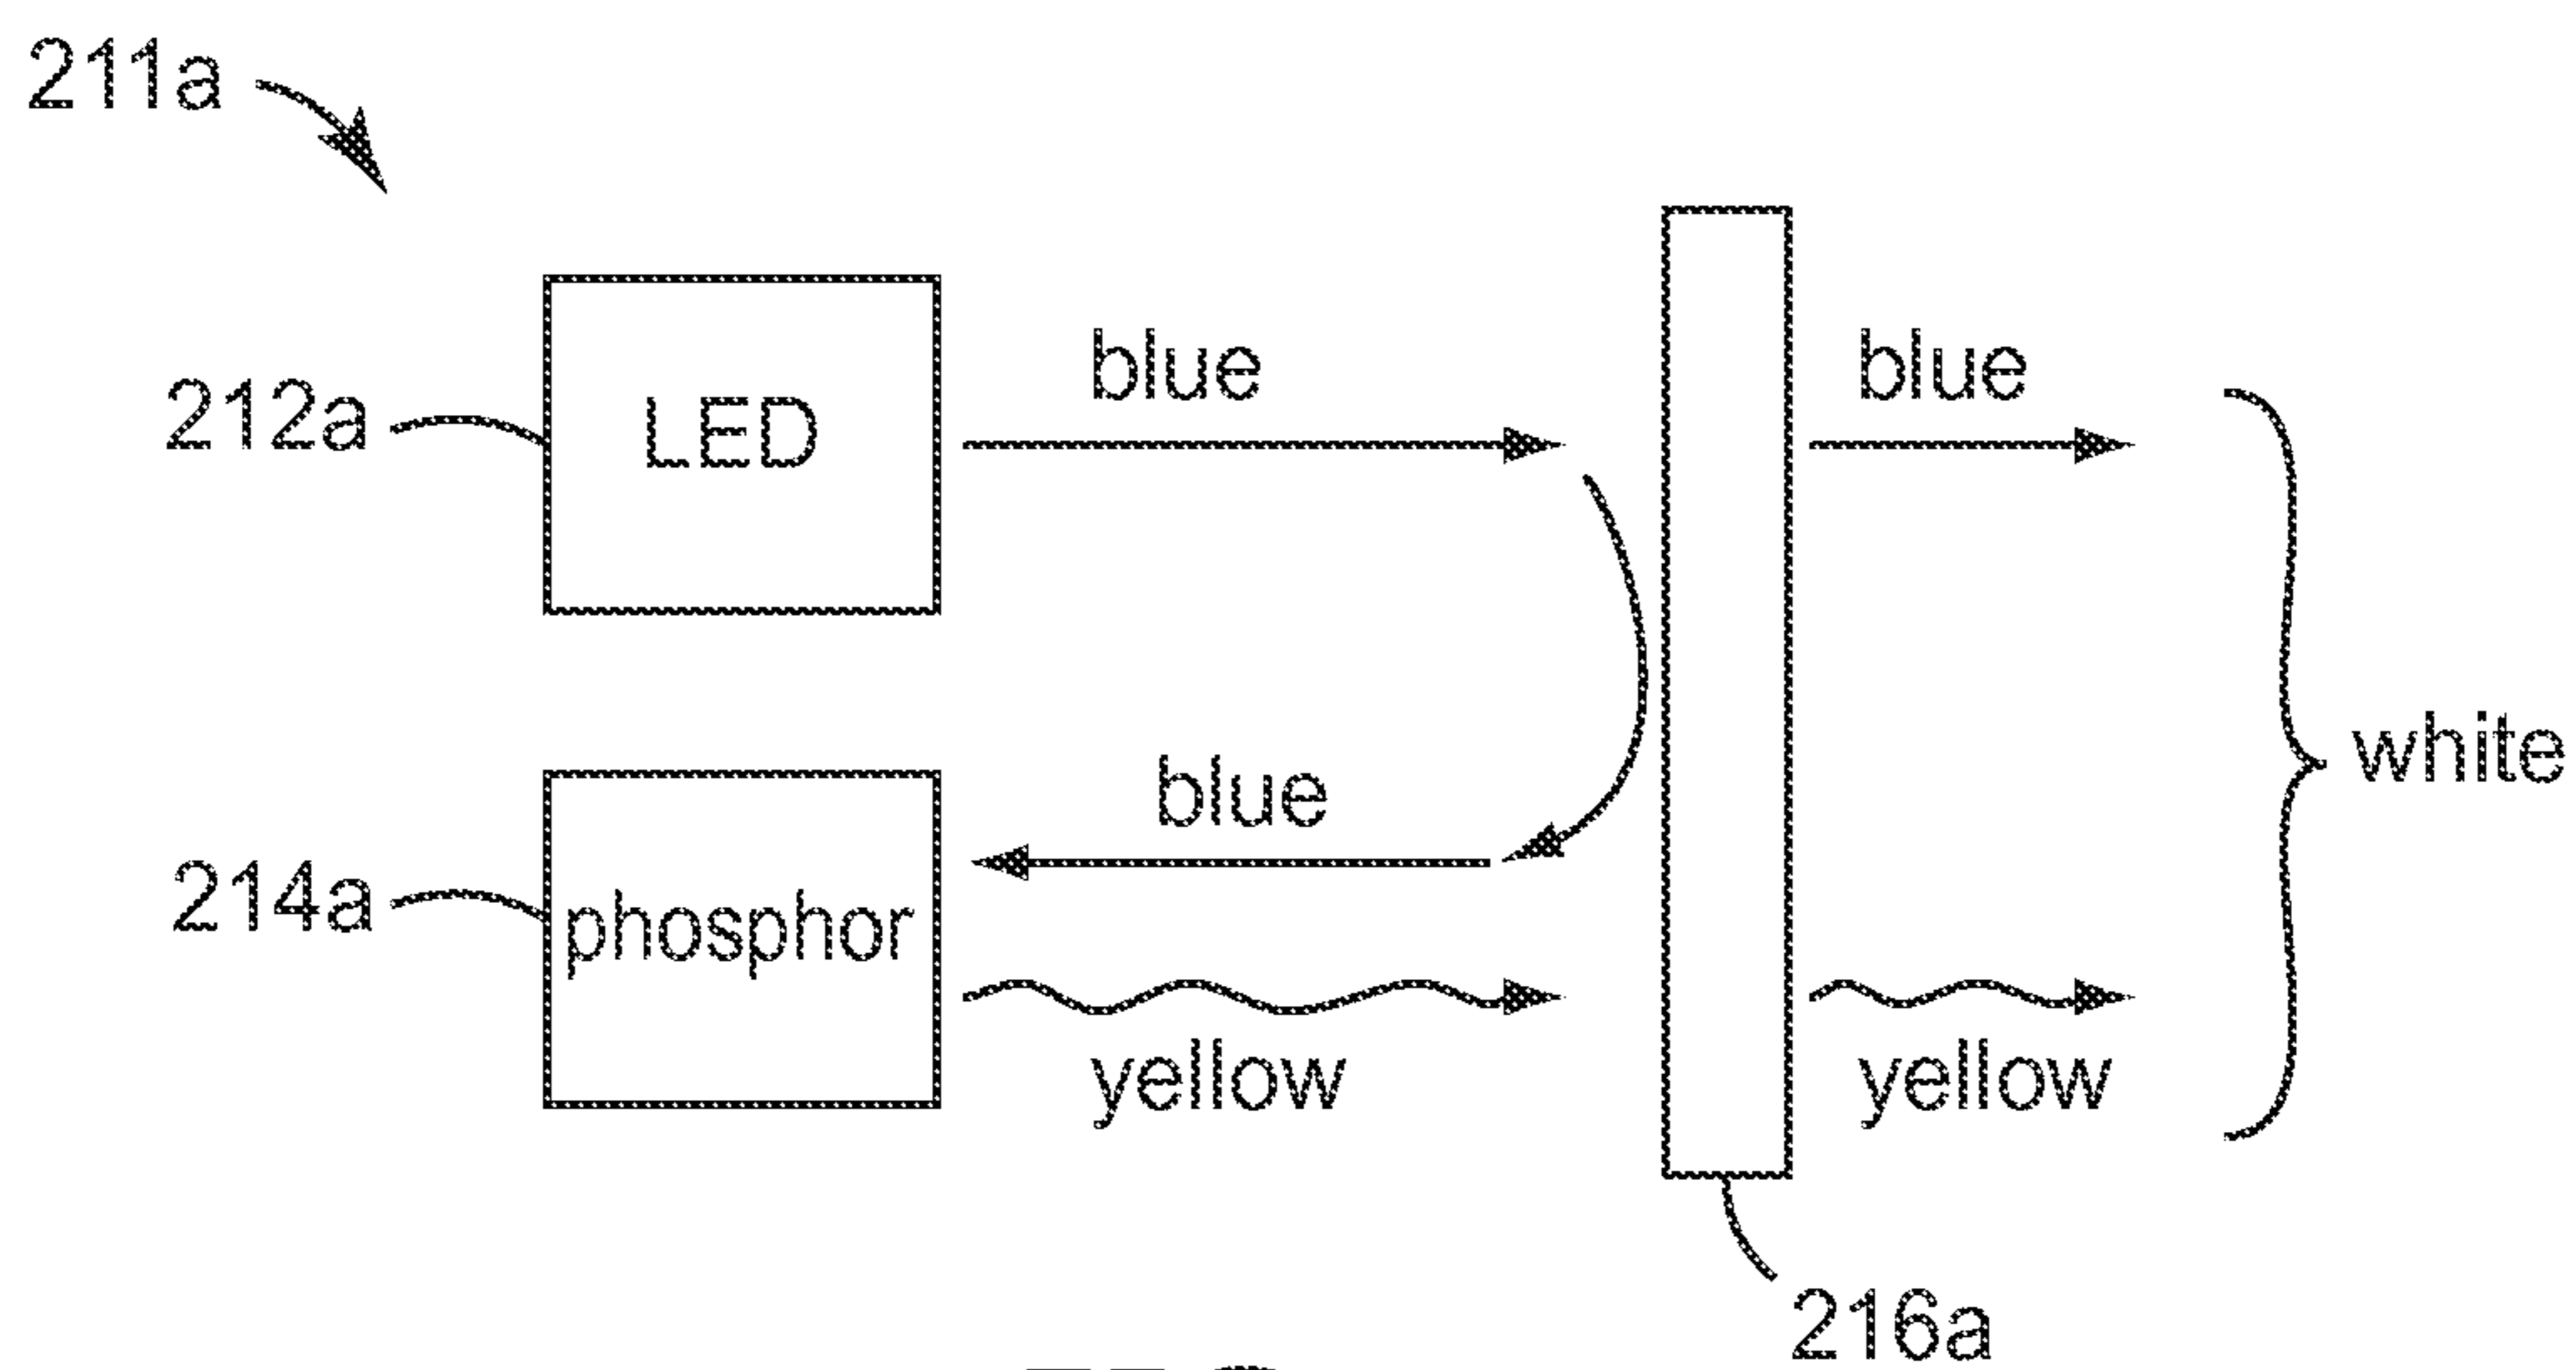 211a
blue
blue
LED
212a
white
blue
214a
phosphor
yellow
yellow
216a